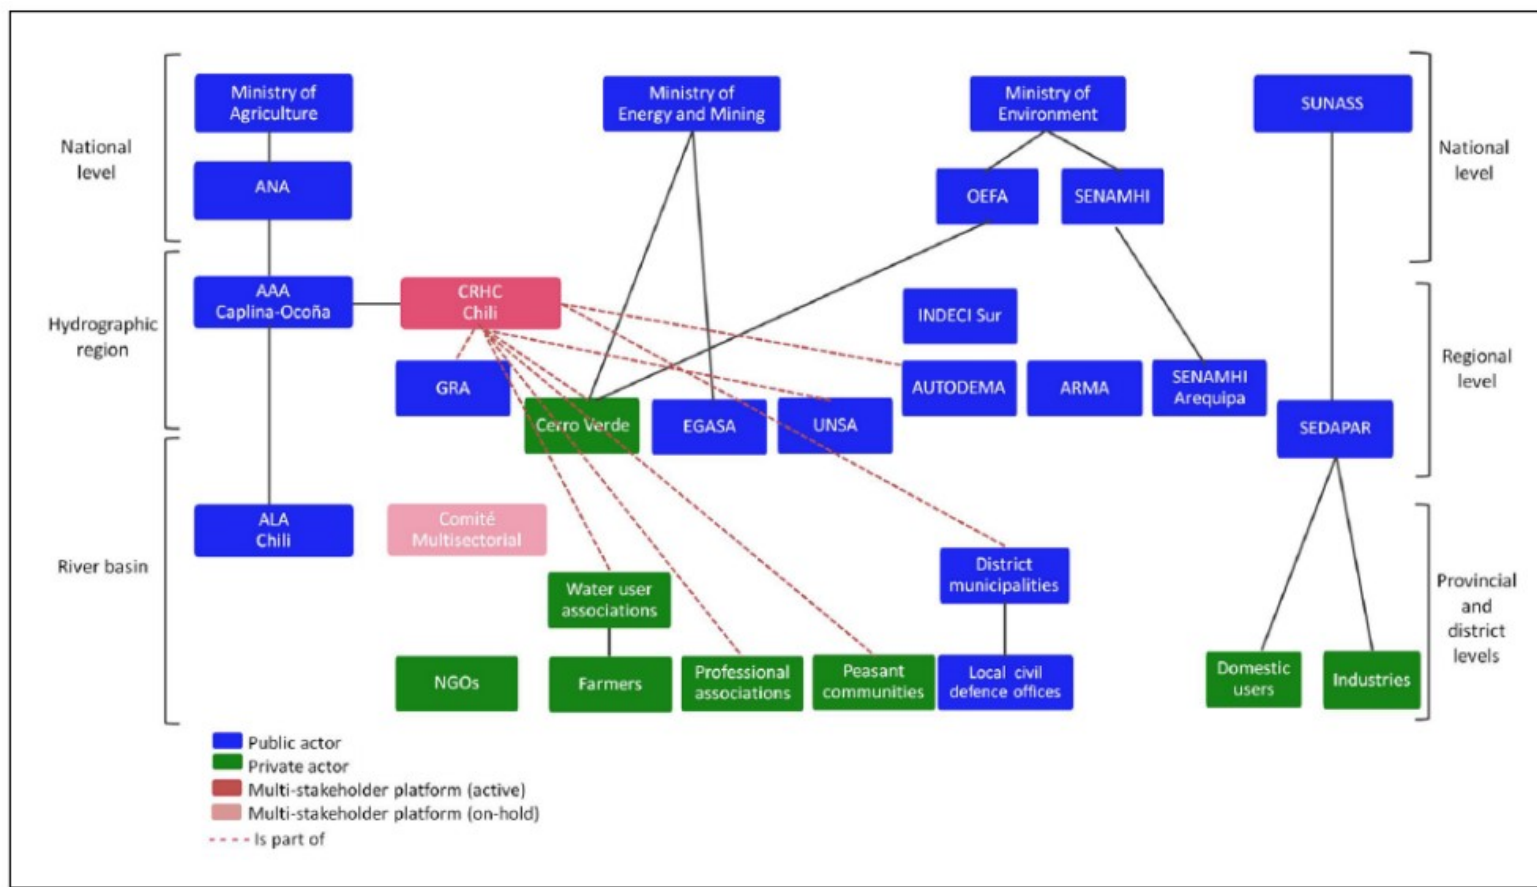 Ministry of
Agriculture
Ministry of
Energy and Mining
Ministry of
Environment
SUNASS
National
level
National
level
ANA
OEFA
SENAMHI
AAA
Caplina-Ocoña
CRHC
Chili
INDECI Sur
Hydrographic
region
Regional
level
GRA
AUTODEMA
ARMA
SENAMHI
Arequipa
Cerro Verde
EGASA
UNSA
SEDAPAR
ALA
Chili
Comité
Multisectorial
River basin
District
municipalities
Water user
associations
Provincial
and
district
levels
NGOs
Farmers
Professional
associations
Peasant
communities
Local civil
defence offices
Domestic
users
Industries
Public actor
Private actor
Multi-stakeholder platform (active)
Multi-stakeholder platform (on-hold)
Is part of